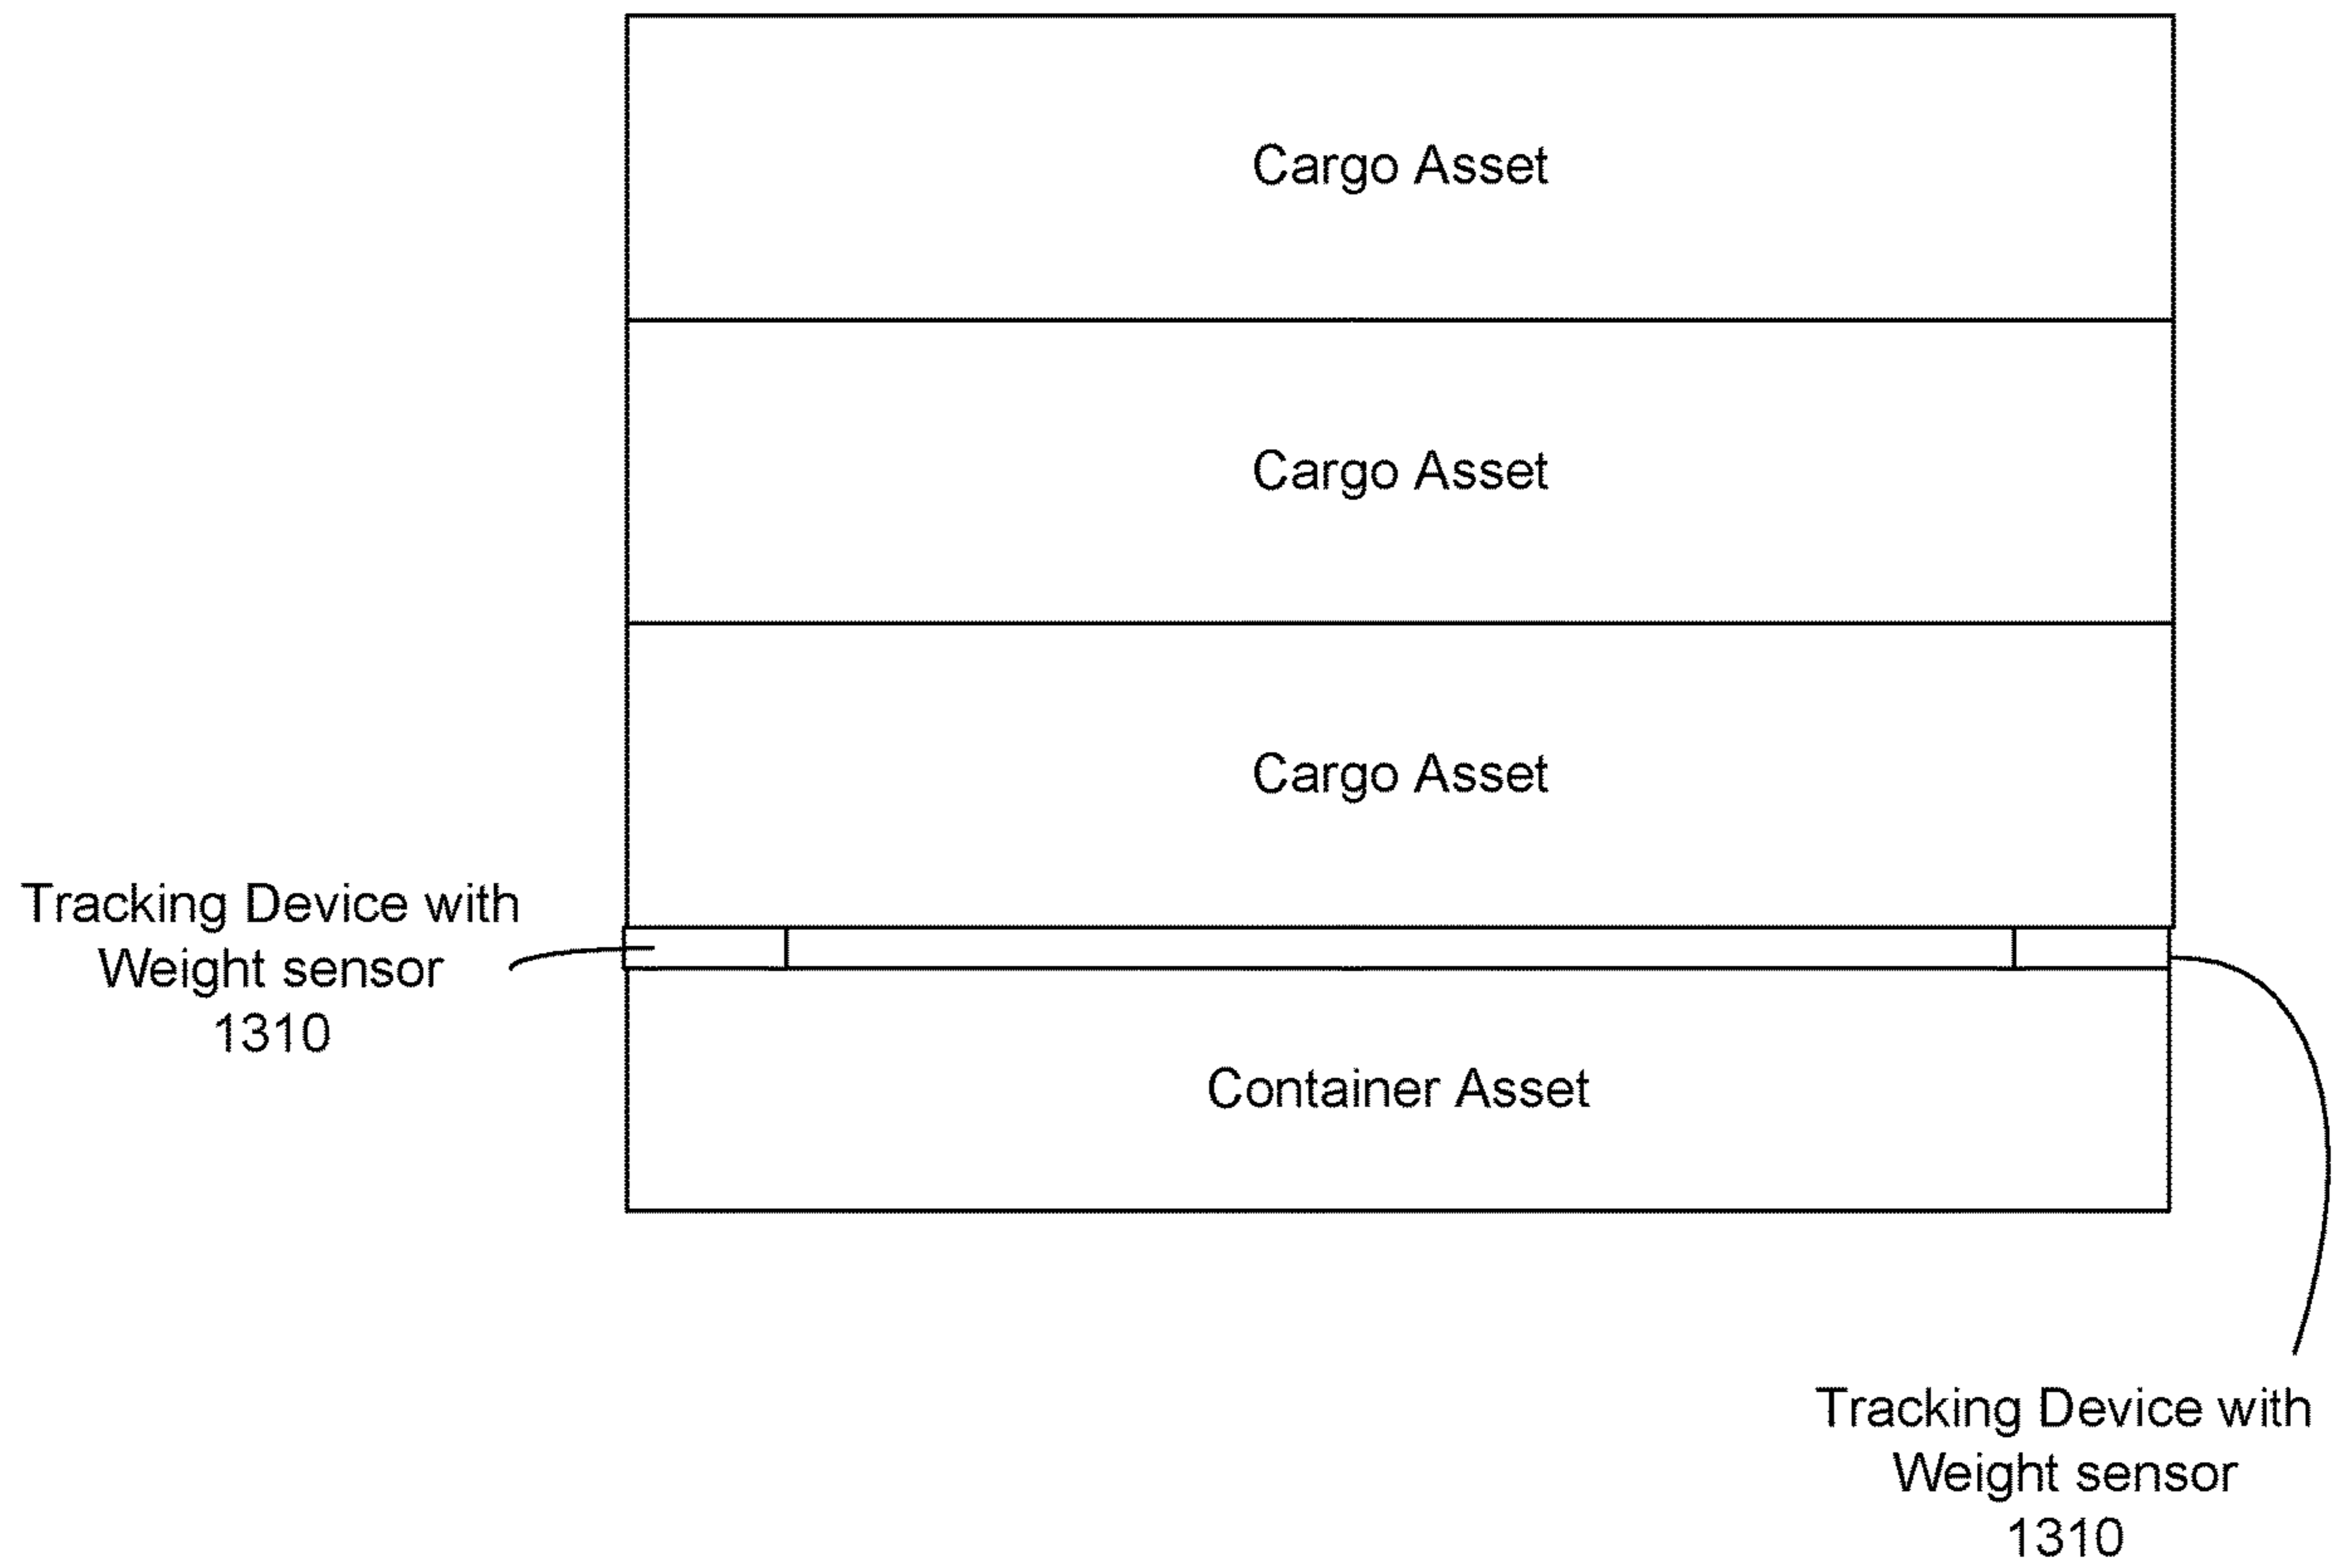 Cargo Asset
Cargo Asset
Cargo Asset
Tracking Device with
Weight sensor
1310
Container Asset
Tracking Device with
Weight sensor
1310